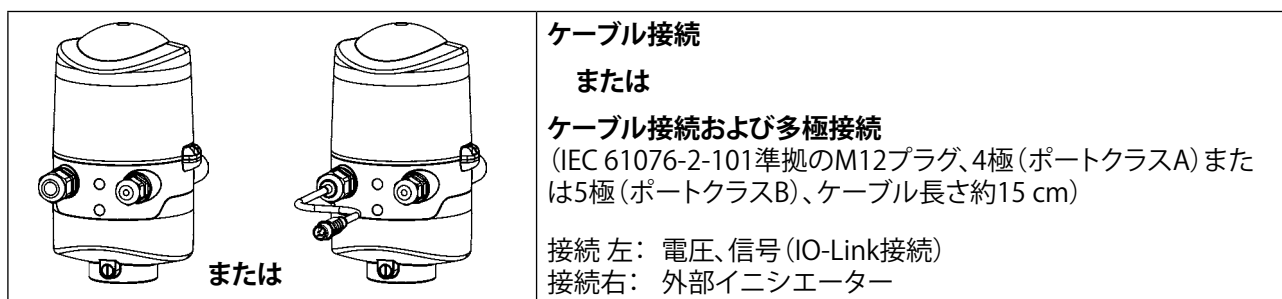 または
ケーブル接続
または
ケーブル接続および多極接続
（IEC 61076-2-101準拠のM12プラグ、4極（ポートクラスA）また
は5極（ポートクラスB）、ケーブル長さ約15 cm）
接続 左： 電圧、信号（IO-Link接続）
接続右： 外部イニシエーター